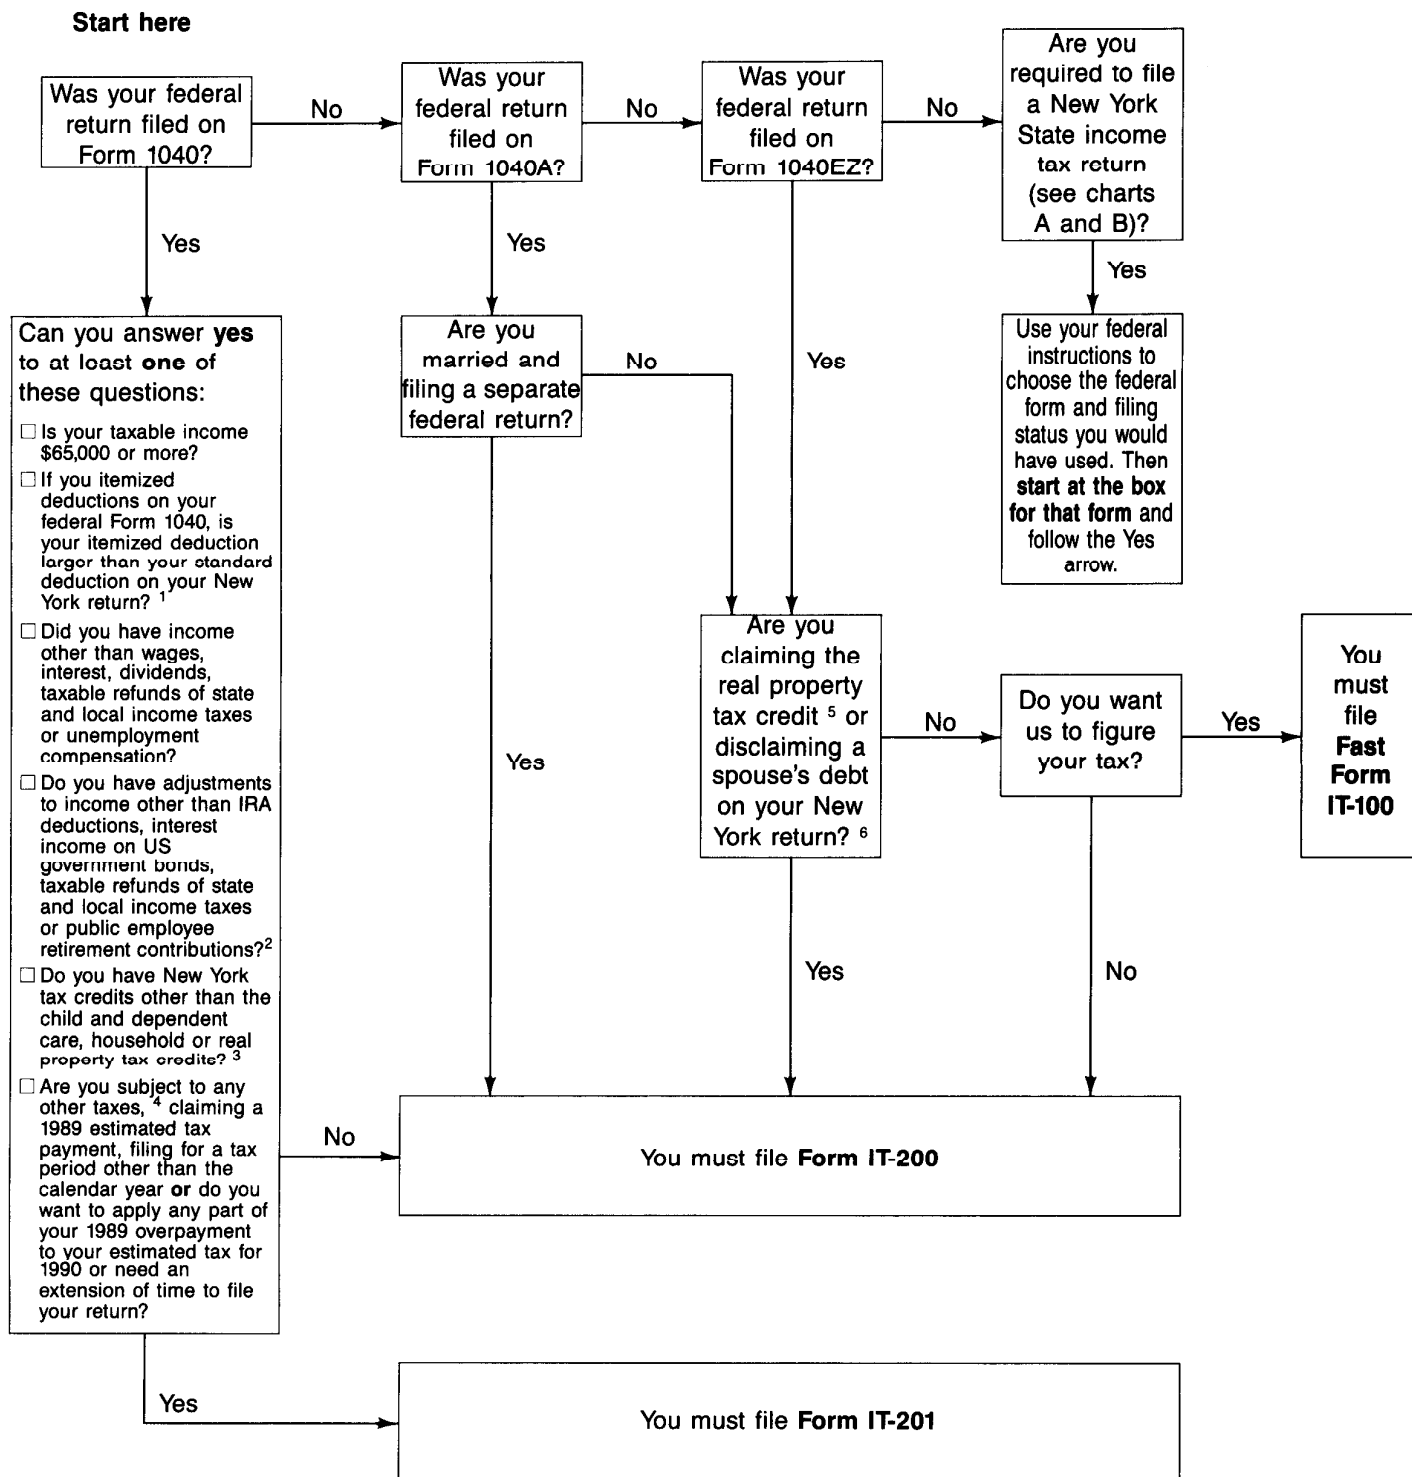 Start here
Was your federal
return filed on
Form 1040?
No
Was your
federal return
filed on
Form 1040A?
No
Was your
federal return
filed on
Form 1040EZ?
No
Are you
required to file
a New York
State income
tax return
(see charts
A and B)?
Yes
Yes
Yes
Yes
Use your federal
instructions to
choose the federal
form and filing
status you would
have used. Then
start at the box
for that form and
follow the Yes
arrow.
Can you answer yes
to at least one of
these questions:
☐ Is your taxable income
$65,000 or more?
☐ If you itemized
deductions on your
federal Form 1040, is
your itemized deduction
larger than your standard
deduction on your New
York return? 1
☐ Did you have income
other than wages,
interest, dividends,
taxable refunds of state
and local income taxes
or unemployment
compensation?
☐ Do you have adjustments
to income other than IRA
deductions, interest
income on US
government bonds,
taxable refunds of state
and local income taxes
or public employee
retirement contributions?2
☐ Do you have New York
tax credits other than the
child and dependent
care, household or real
property tax credits? 3
☐ Are you subject to any
other taxes, 4 claiming a
1989 estimated tax
payment, filing for a tax
period other than the
calendar year or do you
want to apply any part of
your 1989 overpayment
to your estimated tax for
1990 or need an
extension of time to file
your return?
Are you
married and
filing a separate
federal return?
No
Yes
Are you
claiming the
real property
tax credit 5 or
disclaiming a
spouse's debt
on your New
York return? 6
No
Do you want
us to figure
your tax?
Yes
You
must
file
Fast
Form
IT-100
Yes
No
No
You must file Form IT-200
Yes
You must file Form IT-201